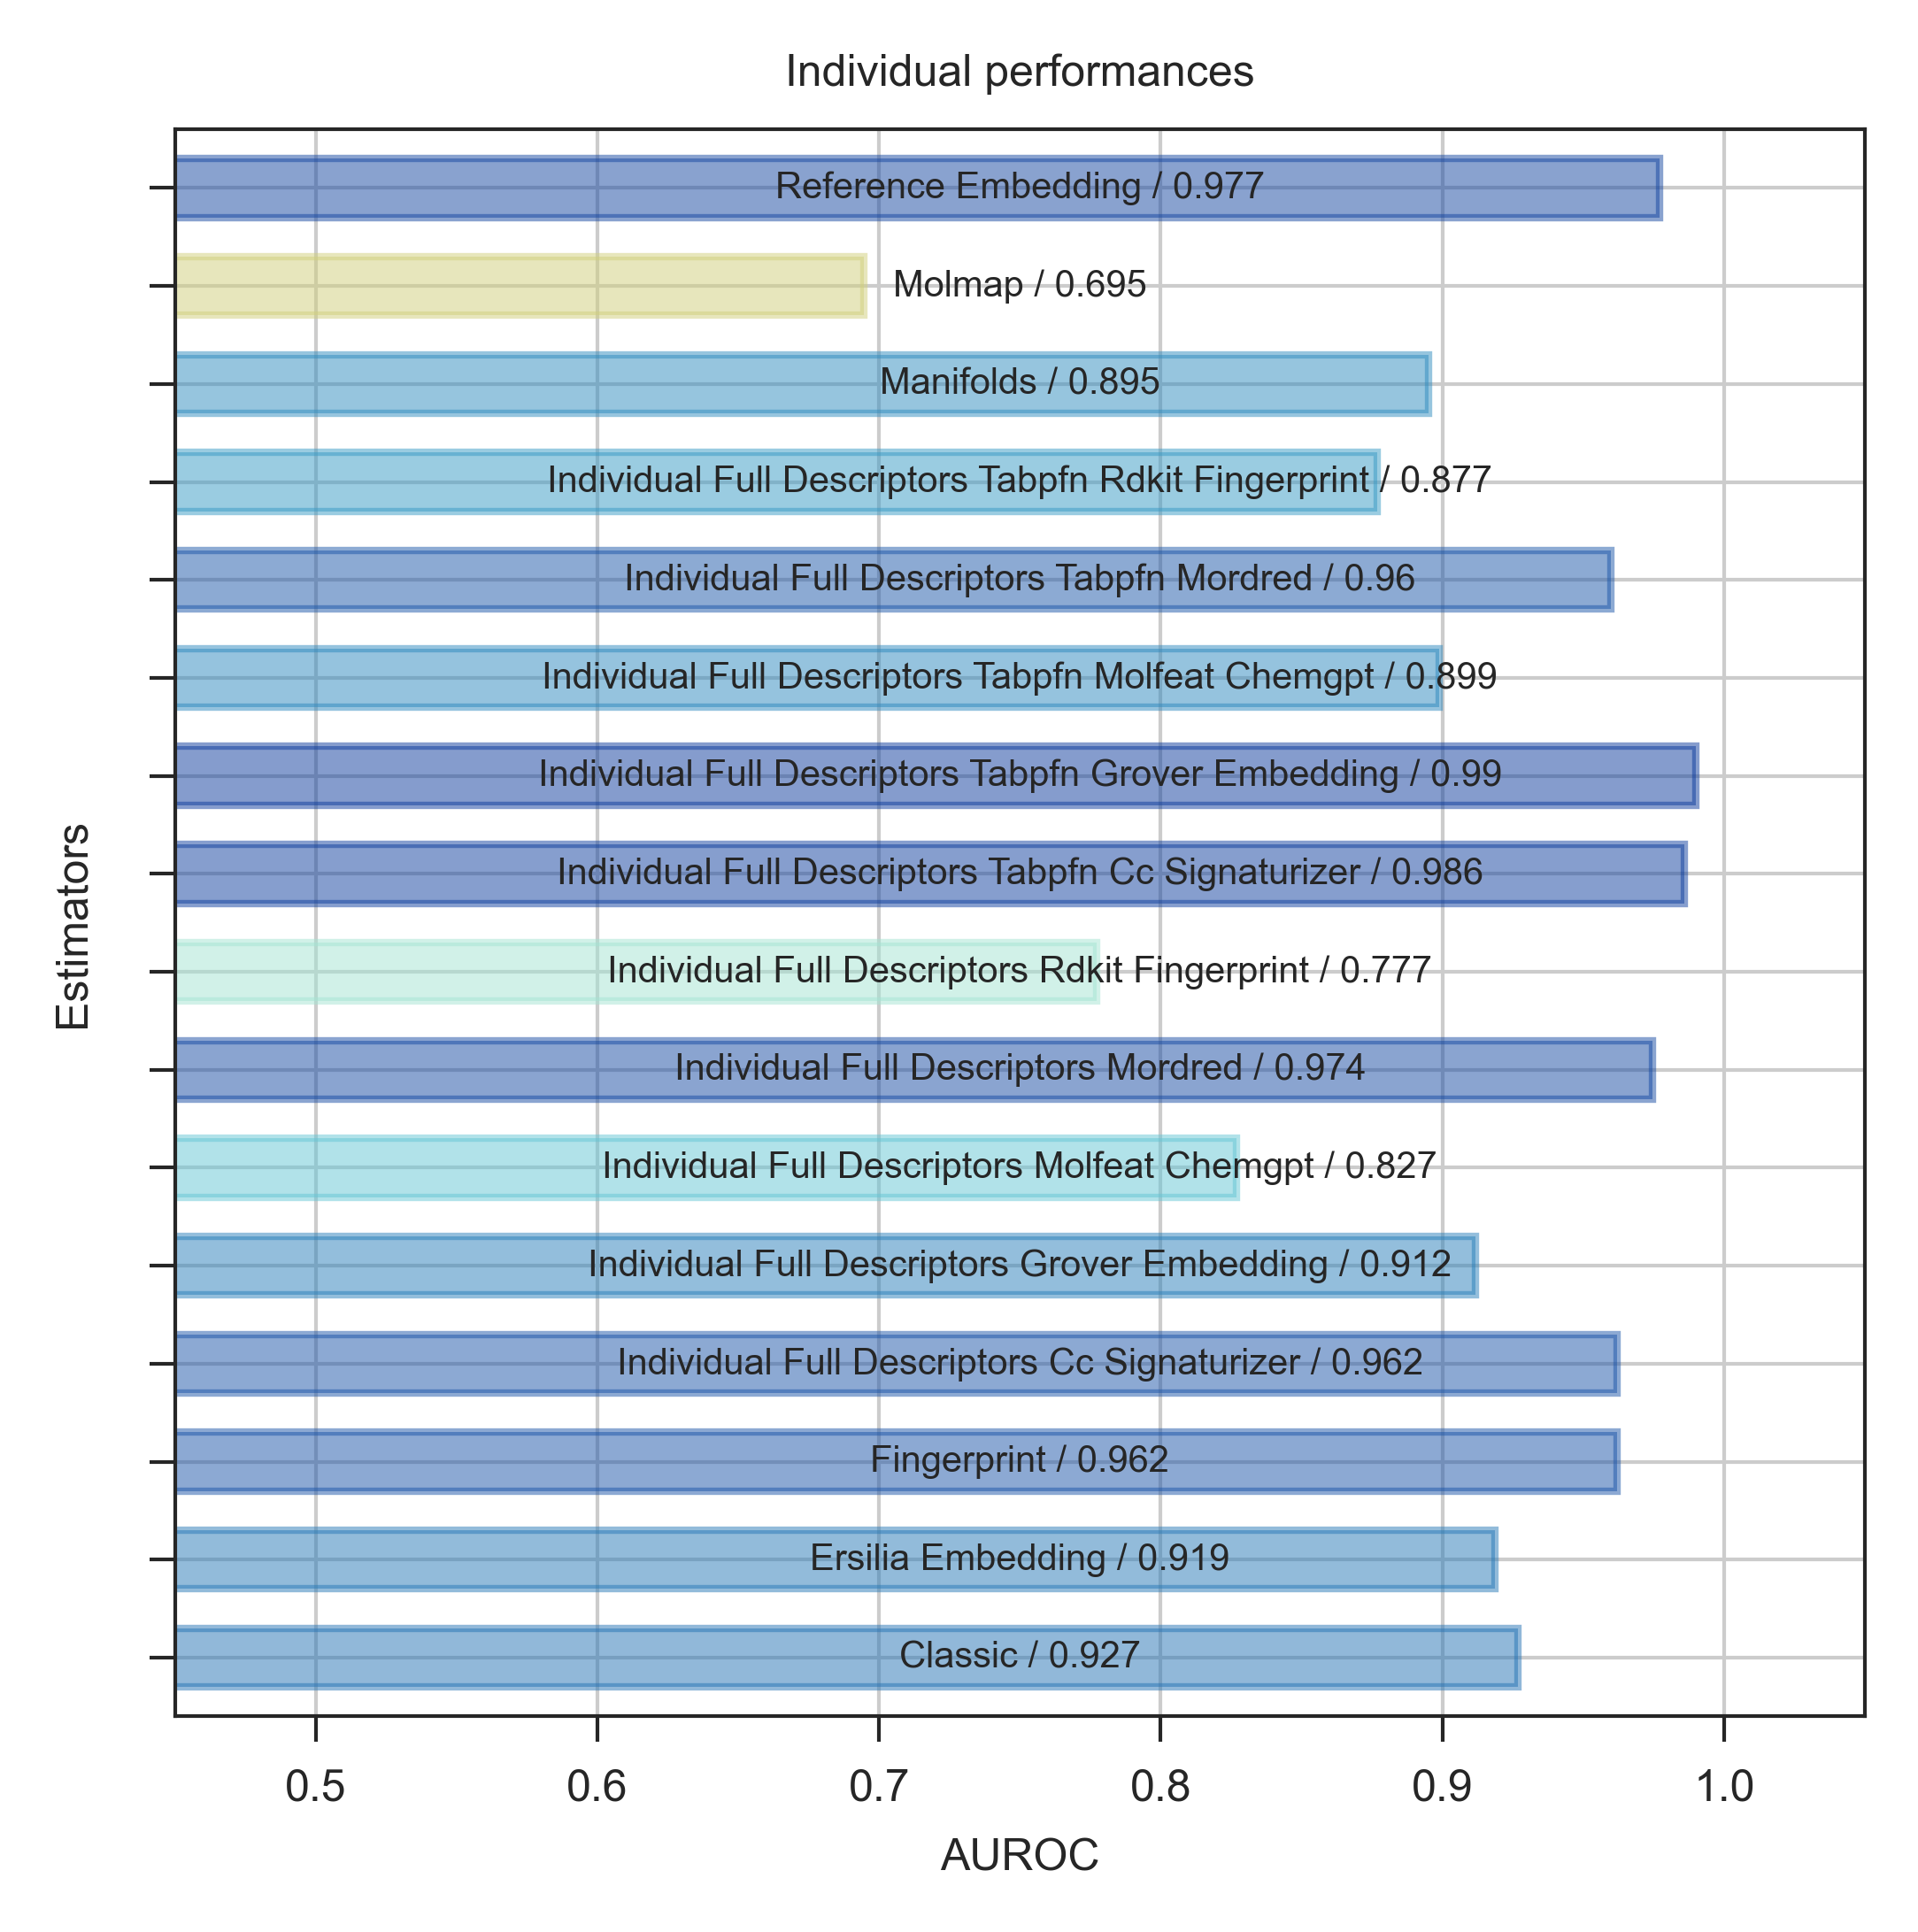 Individual performances
Reference Embedding / 0.977
Molmap / 0.695
Manifolds / 0.895
Individual Full Descriptors Tabpfn Rdkit Fingerprint / 0.877
Individual Full Descriptors Tabpfn Mordred / 0.96
Individual Full Descriptors Tabpfn Molfeat Chemgpt / 0.899
Individual Full Descriptors Tabpfn Grover Embedding / 0.99
Individual Full Descriptors Tabpfn Cc Signaturizer / 0.986
Individual Full Descriptors Rdkit Fingerprint / 0.777
Individual Full Descriptors Mordred / 0.974
Individual Full Descriptors Molfeat Chemgpt / 0.827
Individual Full Descriptors Grover Embedding / 0.912
Individual Full Descriptors Cc Signaturizer / 0.962
Fingerprint / 0.962
Ersilia Embedding / 0.919
Classic / 0.927
Estimators
0.5 0.6 0.7 0.8 0.9 1.0
AUROC